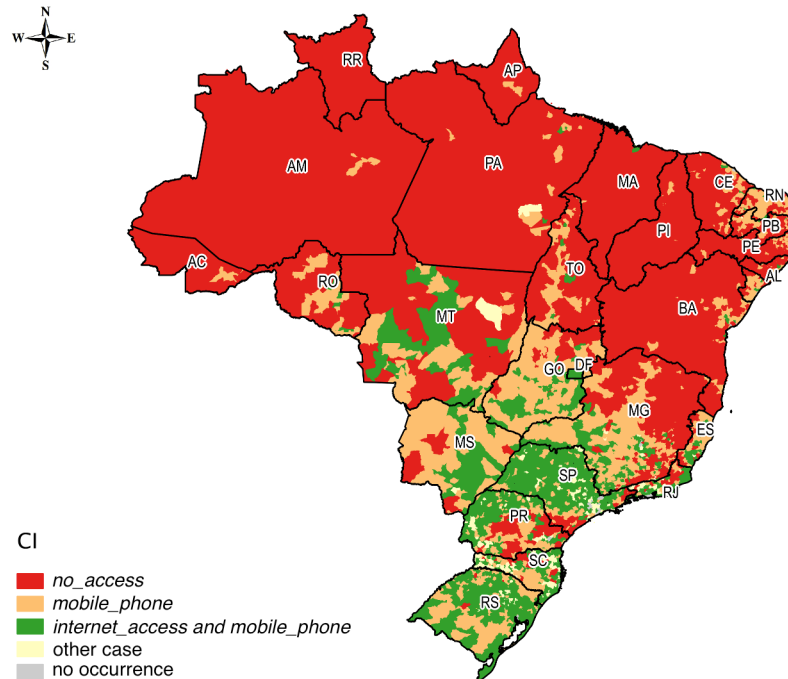 N
W E
S
RR
AP
AM
PA
MA
CE
RN
PB
PI
PE
AC
AL
TO
RO
BA
MT
GO
DF
MG
ES
MS
SP
RJ
PR
SC
RS
CI
no_access
mobile_phone
internet_access and mobile_phone
other case
no occurrence